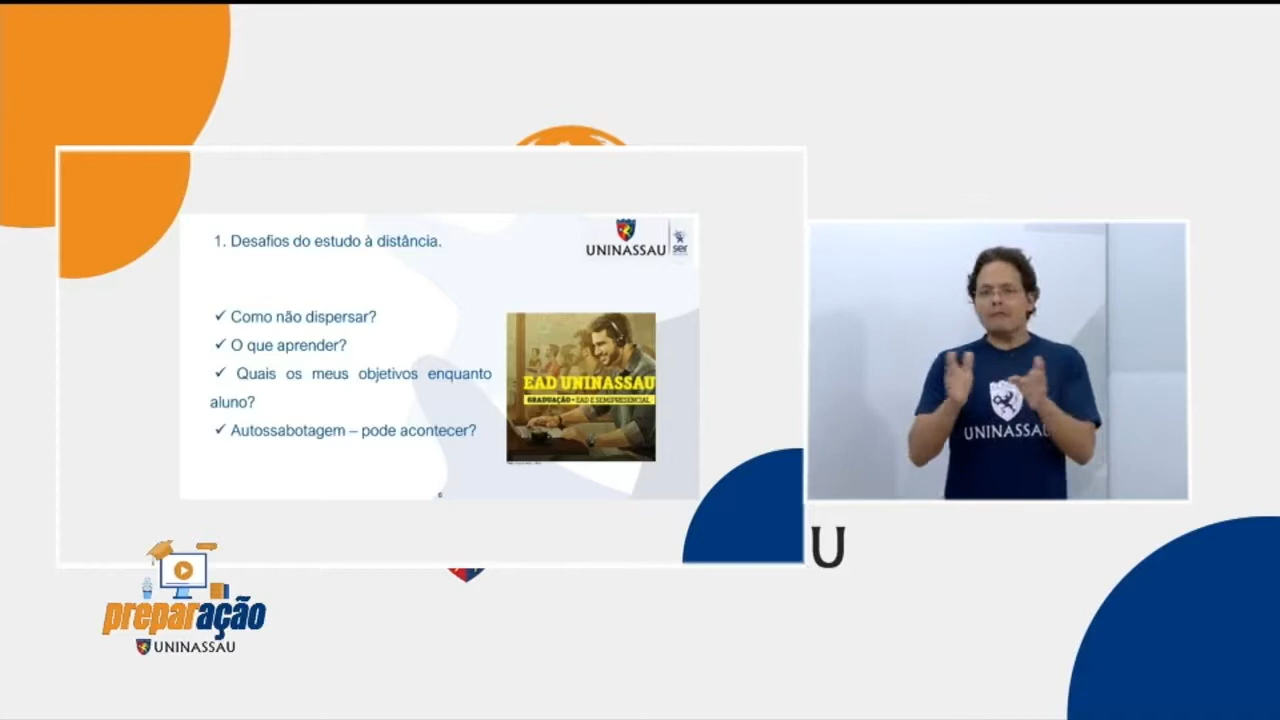 1. Desafios do estudo à distância.
UNINASSAU
ser
✓ Como não dispersar?
✓ O que aprender?
✓ Quais os meus objetivos enquanto
aluno?
✓ Autossabotagem – pode acontecer?
EAD UNINASSAU
GRADUAÇÃO • EAD E SEMIPRESENCIAL
6
UNINASSAU
U
preparação
UNINASSAU